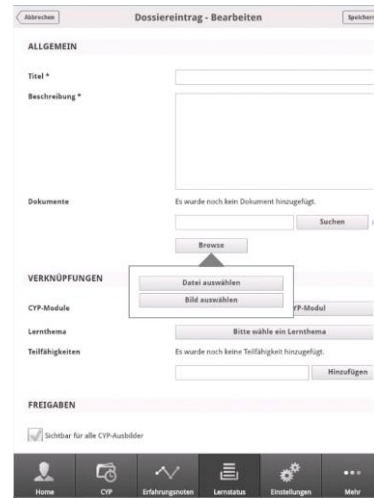 Abbrechen
Dossiereintrag - Bearbeiten
Speichern
ALLGEMEIN
Titel *
Beschreibung *
Dokumente
Es wurde noch kein Dokument hinzugefügt.
Suchen
Browse
VERKNÜPFUNGEN
Datei auswählen
Bild auswählen
CYP-Module
YP-Modul
Lernthema
Bitte wähle ein Lernthema
Teilfähigkeiten
Es wurde noch keine Teilfähigkeit hinzugefügt.
Hinzufügen
FREIGABEN
Sichtbar für alle CYP-Ausbilder
Home
CYP
Erfahrungsnoten
Lernstatus
Einstellungen
Mehr